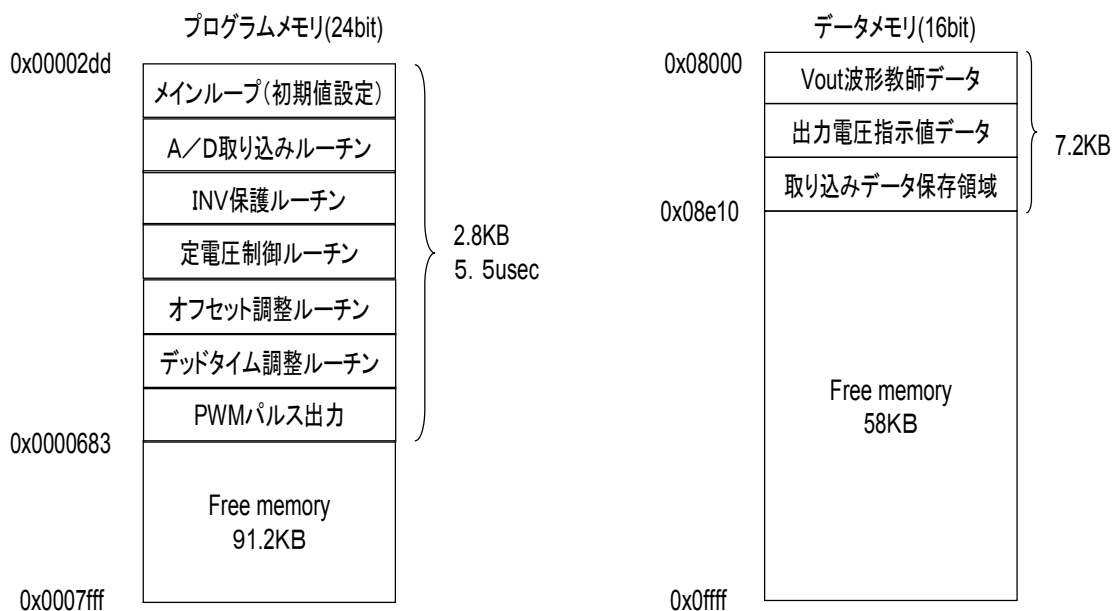 プログラムメモリ(24bit)
0x00002dd
メインループ(初期値設定)
A/D取り込みルーチン
INV保護ルーチン
定電圧制御ルーチン
オフセット調整ルーチン
デッドタイム調整ルーチン
PWMパルス出力
2.8KB
5.5usec
0x0000683
Free memory
91.2KB
0x0007fff
データメモリ(16bit)
0x08000
Vout波形教師データ
出力電圧指示値データ
取り込みデータ保存領域
7.2KB
0x08e10
Free memory
58KB
0x0ffff